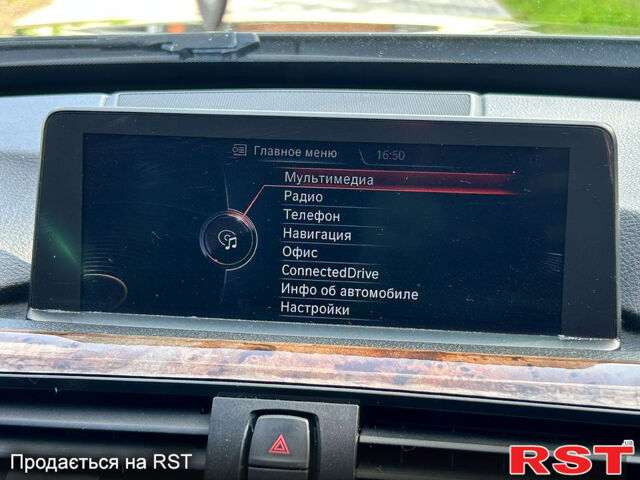 Главное меню 16:50
Мультимедиа
Радио
Телефон
Навигация
Офис
ConnectedDrive
Инфо об автомобиле
Настройки
Продається на RST
RST